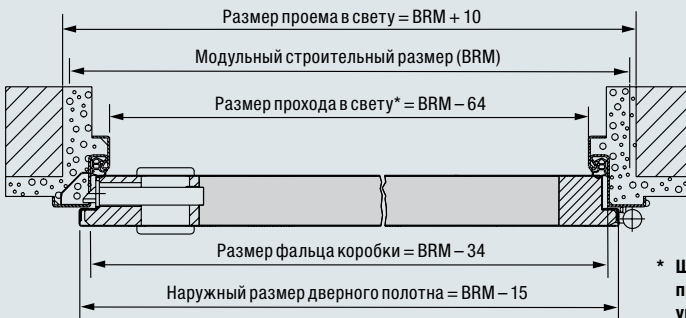 Размер проема в свету = BRM + 10
Модульный строительный размер (BRM)
Размер прохода в свету* = BRM – 64
Размер фальца коробки = BRM – 34
Наружный размер дверного полотна = BRM – 15
*